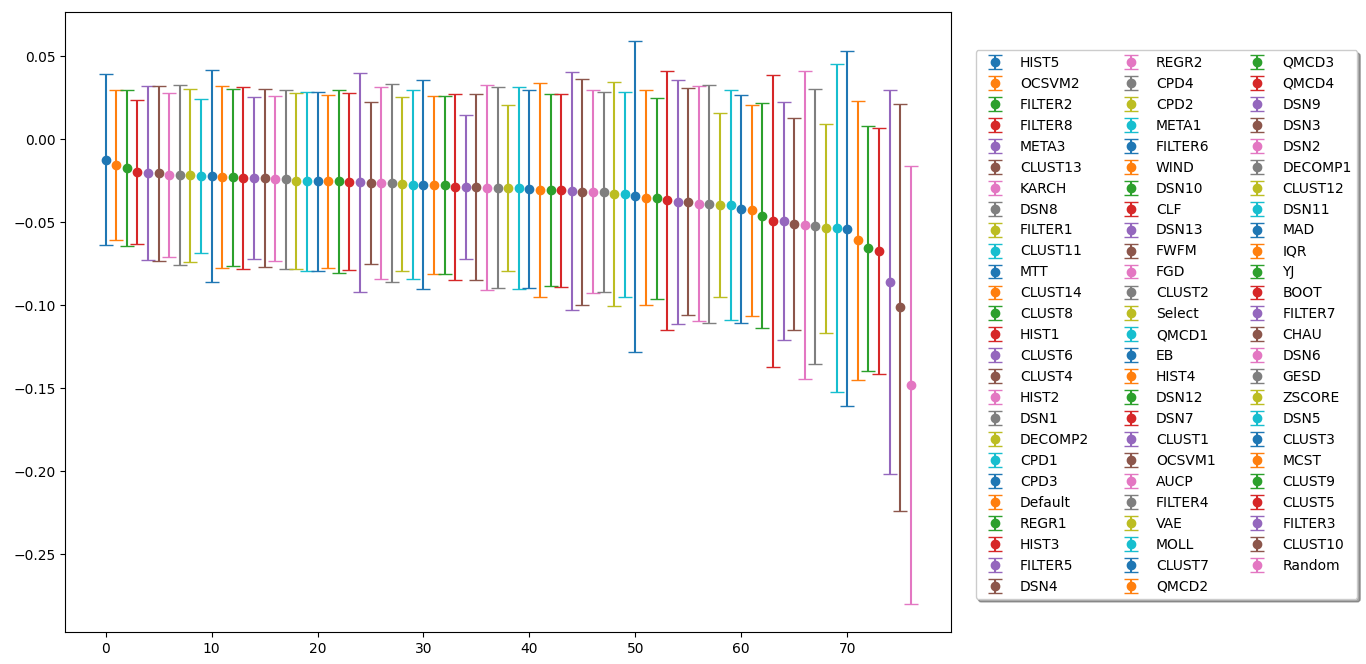 0.05
0.00
−0.05
−0.10
−0.15
−0.20
−0.25
0 10 20 30 40 50 60 70
HIST5 REGR2 QMCD3
OCSVM2 CPD4 QMCD4
FILTER2 CPD2 DSN9
FILTER8 META1 DSN3
META3 FILTER6 DSN2
CLUST13 WIND DECOMP1
KARCH DSN10 CLUST12
DSN8 CLF DSN11
FILTER1 DSN13 MAD
CLUST11 FWFM IQR
MTT FGD YJ
CLUST14 CLUST2 BOOT
CLUST8 Select FILTER7
HIST1 QMCD1 CHAU
CLUST6 EB DSN6
CLUST4 HIST4 GESD
HIST2 DSN12 ZSCORE
DSN1 DSN7 DSN5
DECOMP2 CLUST1 CLUST3
CPD1 OCSVM1 MCST
CPD3 AUCP CLUST9
Default FILTER4 CLUST5
REGR1 VAE FILTER3
HIST3 MOLL CLUST10
FILTER5 CLUST7 Random
DSN4 QMCD2